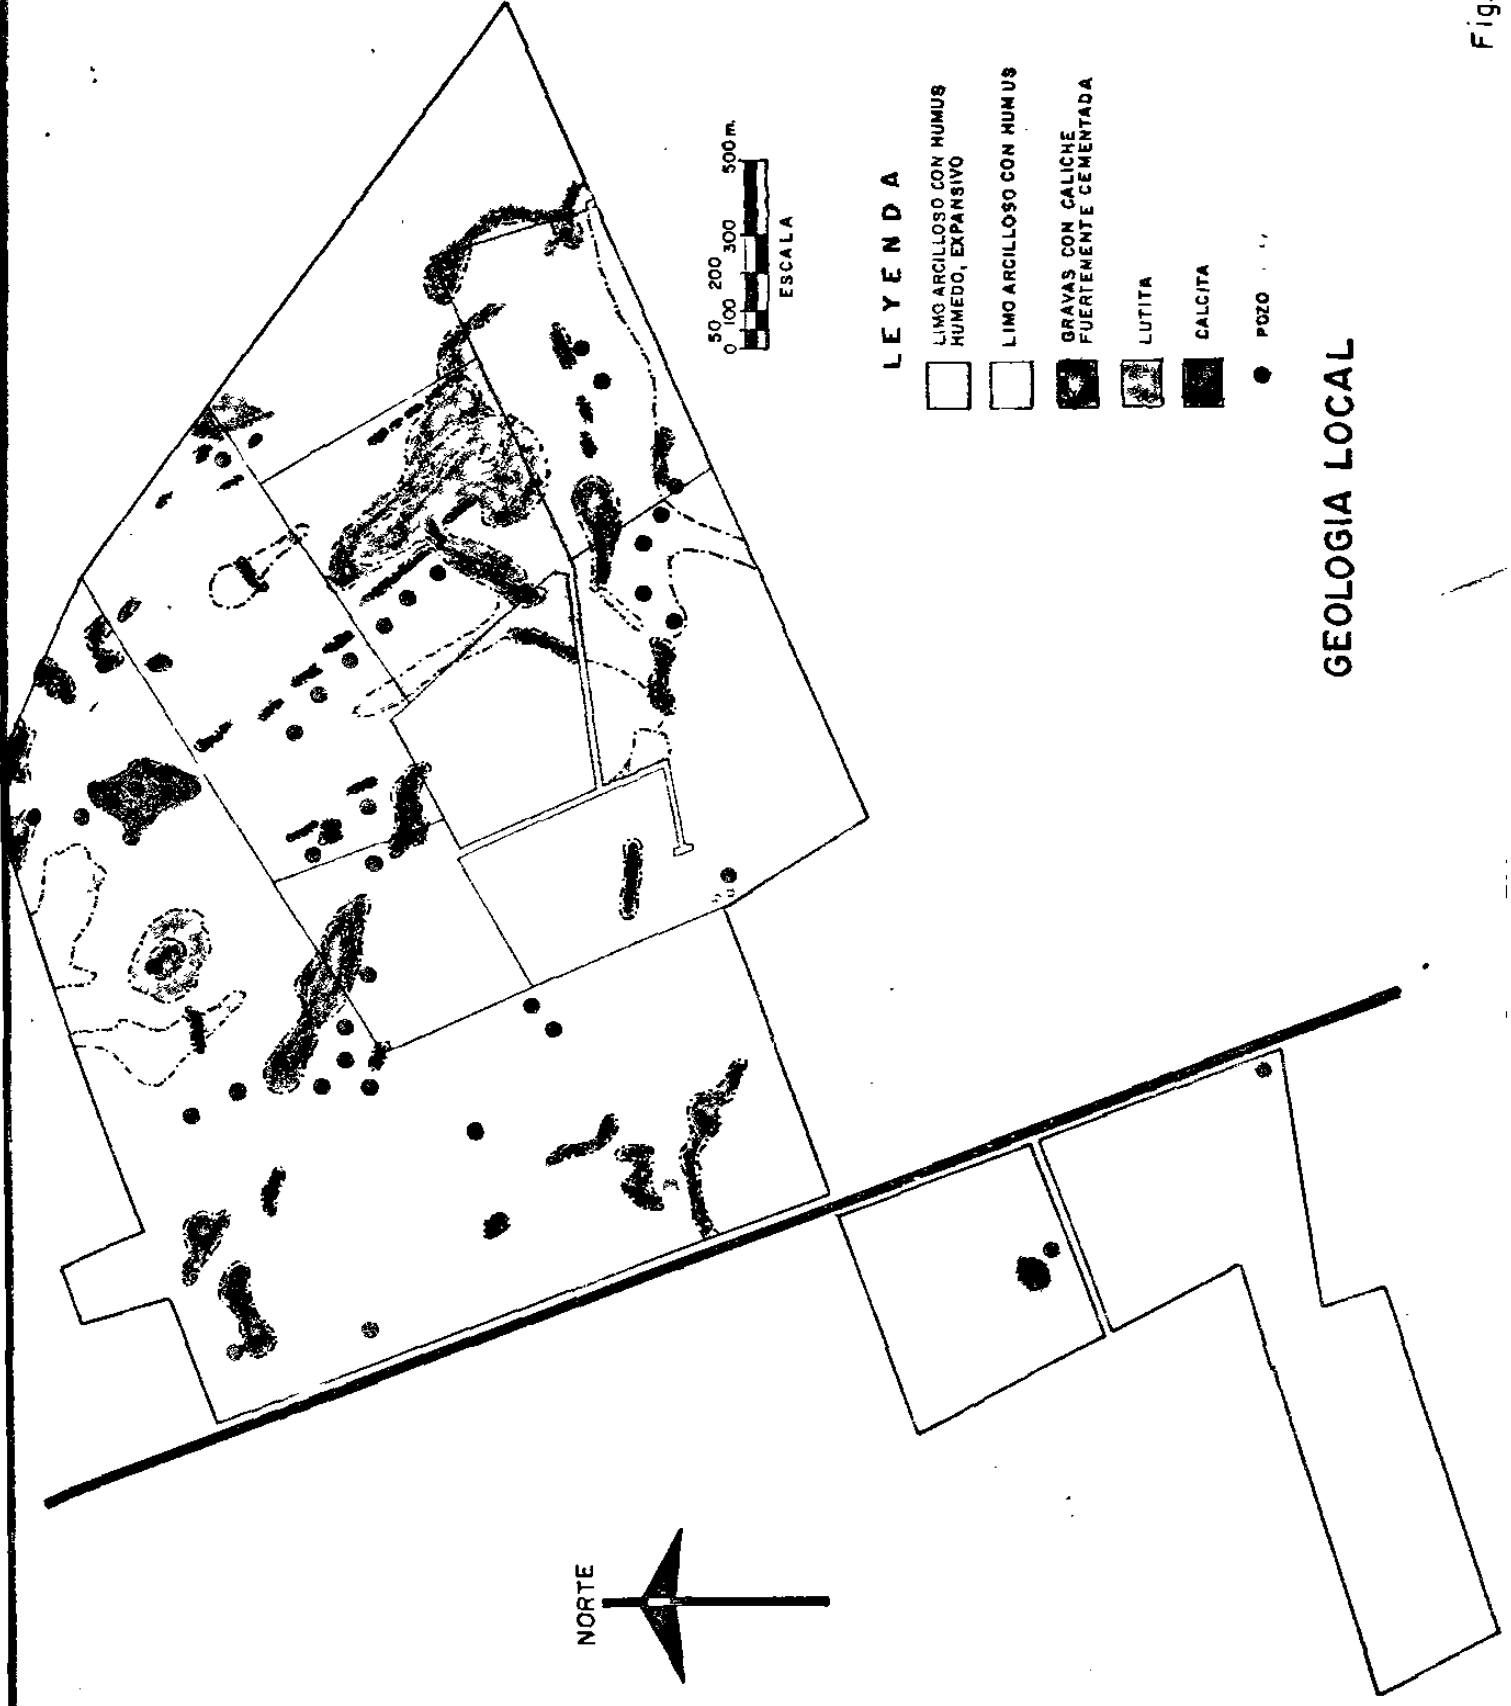 Fig.
50 200
0 100 300 500 m.
ESCALA
LEYENDA
LIMO ARCILLOSO CON HUMUS
HUMEDO, EXPANSIVO
LIMO ARCILLOSO CON HUMUS
GRAVAS CON CALICHE
FUERTEMENTE CEMENTADA
LUTITA
CALCITA
POZO
GEOLOGIA LOCAL
NORTE